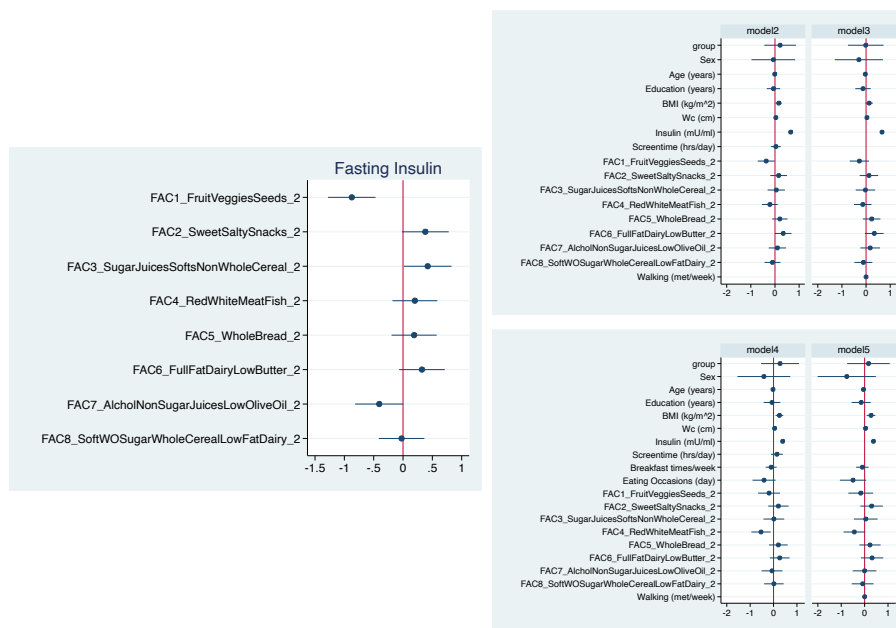 Fasting Insulin
FAC1_FruitVeggiesSeeds_2
FAC2_SweetSaltySnacks_2
FAC3_SugarJuicesSoftsNonWholeCereal_2
FAC4_RedWhiteMeatFish_2
FAC5_WholeBread_2
FAC6_FullFatDairyLowButter_2
FAC7_AlcholNonSugarJuicesLowOliveOil_2
FAC8_SoftWOSugarWholeCerealLowFatDairy_2
-1.5 -1 -.5 0 .5 1
model2 model3
group
Sex
Age (years)
Education (years)
BMI (kg/m^2)
Wc (cm)
Insulin (mU/ml)
Screentime (hrs/day)
FAC1_FruitVeggiesSeeds_2
FAC2_SweetSaltySnacks_2
FAC3_SugarJuicesSoftsNonWholeCereal_2
FAC4_RedWhiteMeatFish_2
FAC5_WholeBread_2
FAC6_FullFatDairyLowButter_2
FAC7_AlcholNonSugarJuicesLowOliveOil_2
FAC8_SoftWOSugarWholeCerealLowFatDairy_2
Walking (met/week)
-2 -1 0 1 -2 -1 0 1
model4 model5
group
Sex
Age (years)
Education (years)
BMI (kg/m^2)
Wc (cm)
Insulin (mU/ml)
Screentime (hrs/day)
Breakfast times/week
Eating Occasions (day)
FAC1_FruitVeggiesSeeds_2
FAC2_SweetSaltySnacks_2
FAC3_SugarJuicesSoftsNonWholeCereal_2
FAC4_RedWhiteMeatFish_2
FAC5_WholeBread_2
FAC6_FullFatDairyLowButter_2
FAC7_AlcholNonSugarJuicesLowOliveOil_2
FAC8_SoftWOSugarWholeCerealLowFatDairy_2
Walking (met/week)
-2 -1 0 1 -2 -1 0 1